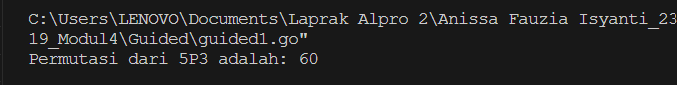 C:\Users\LENOVO\Documents\Laprak Alpro 2\Anissa Fauzia Isyanti_23
19_Modul4\Guided\guided1.go"
Permutasi dari 5P3 adalah: 60